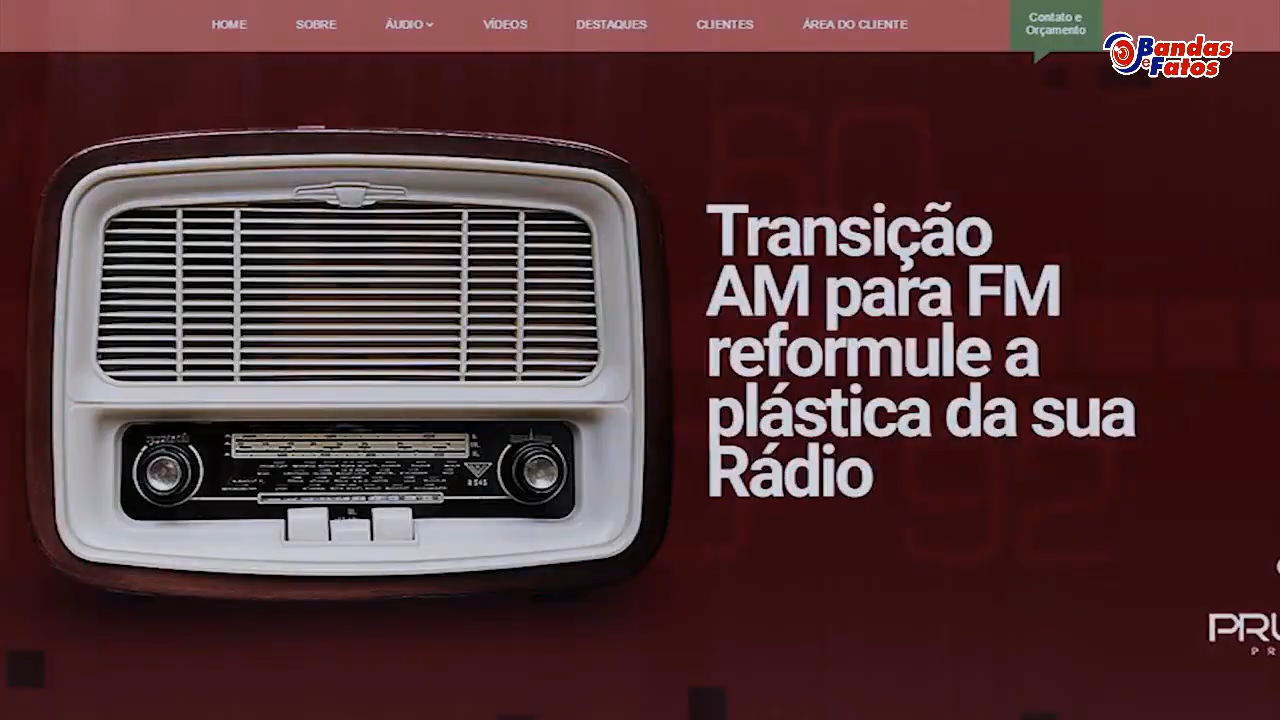 HOME SOBRE ÁUDIO VÍDEOS DESTAQUES CLIENTES ÁREA DO CLIENTE
Contato e
Orçamento
Bandas
e Fatos
Transição
AM para FM
reformule a
plástica da sua
Rádio